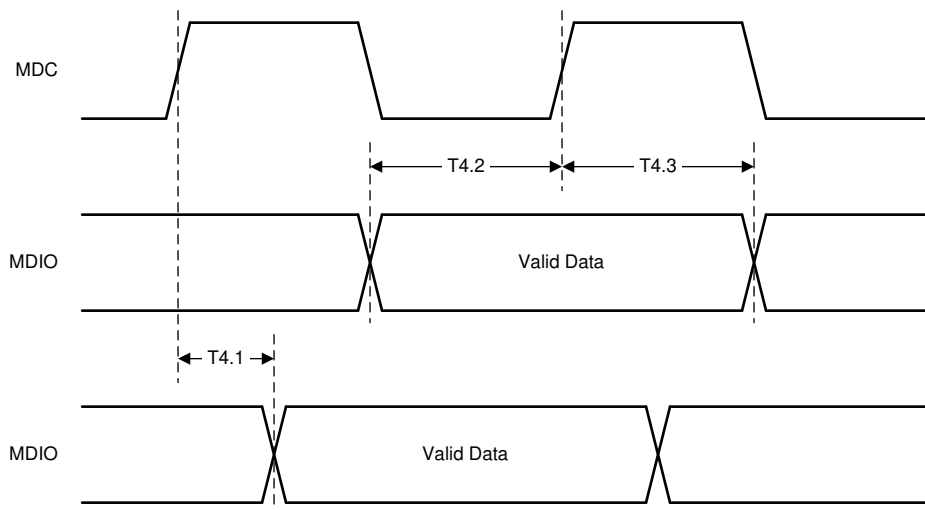 MDC
T4.2
T4.3
MDIO
Valid Data
T4.1
MDIO
Valid Data